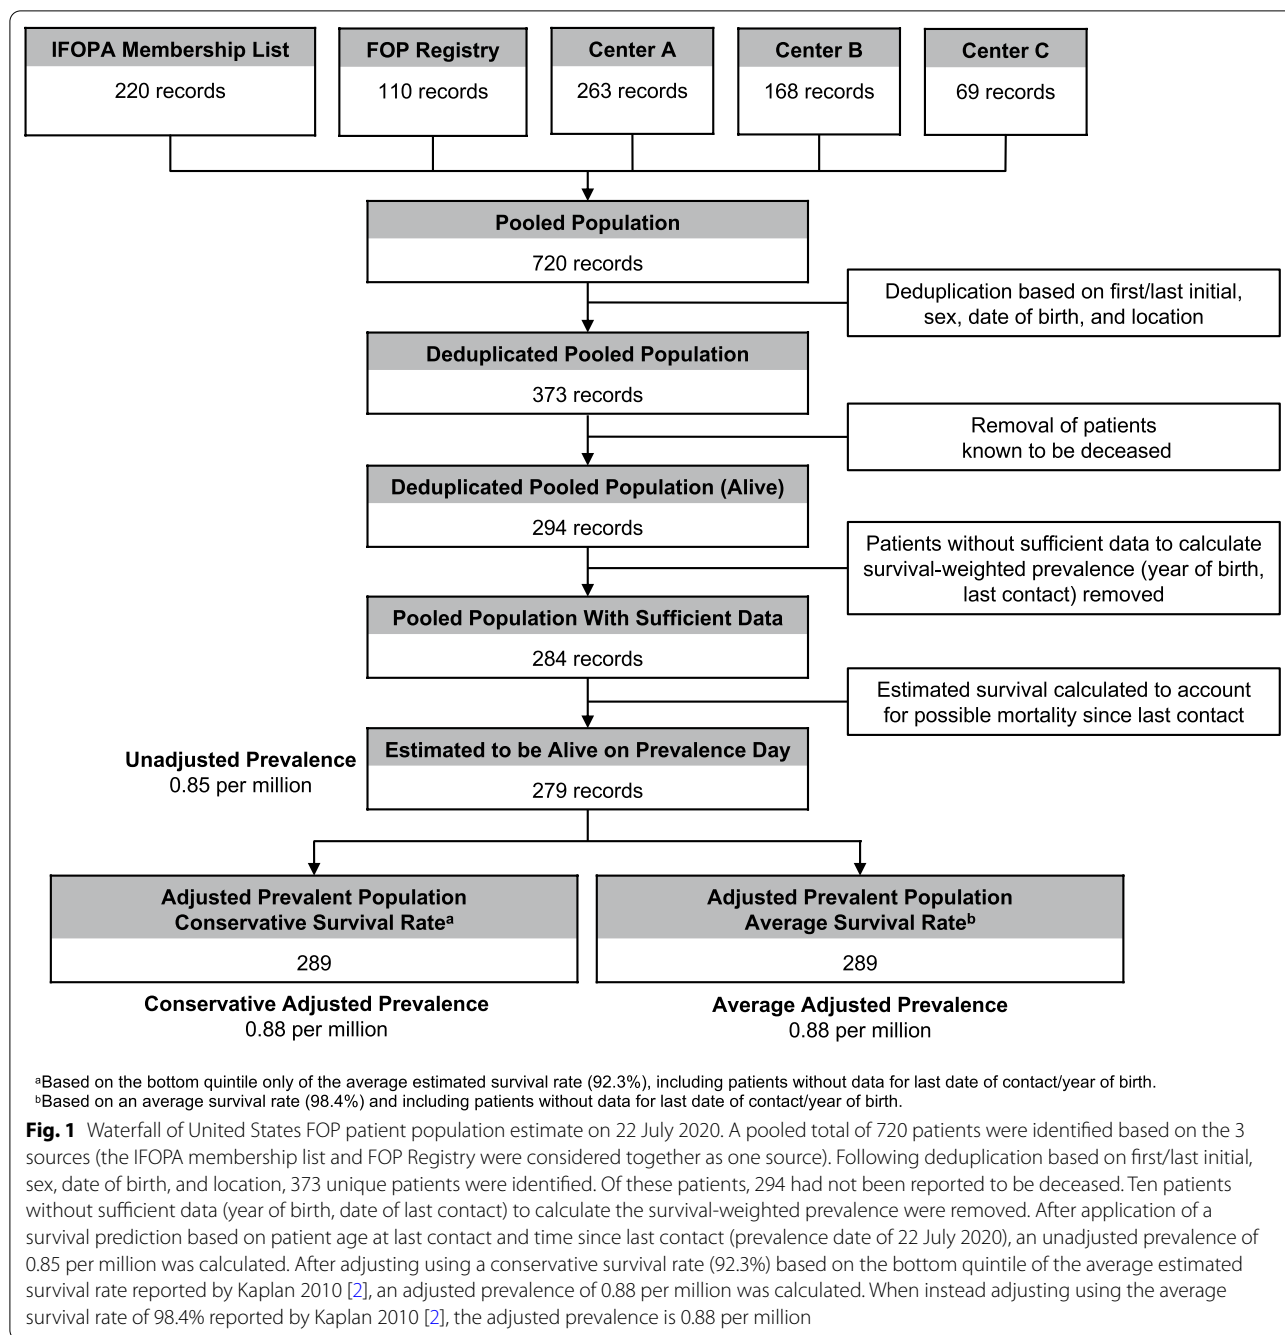 IFOPA Membership List
220 records
FOP Registry
110 records
Center A
263 records
Center B
168 records
Center C
69 records
Pooled Population
720 records
Deduplication based on first/last initial,
sex, date of birth, and location
Deduplicated Pooled Population
373 records
Removal of patients
known to be deceased
Deduplicated Pooled Population (Alive)
294 records
Patients without sufficient data to calculate
survival-weighted prevalence (year of birth,
last contact) removed
Pooled Population With Sufficient Data
284 records
Estimated survival calculated to account
for possible mortality since last contact
Estimated to be Alive on Prevalence Day
279 records
Unadjusted Prevalence
0.85 per million
Adjusted Prevalent Population
Conservative Survival Rateᵃ
289
Conservative Adjusted Prevalence
0.88 per million
Adjusted Prevalent Population
Average Survival Rateᵇ
289
Average Adjusted Prevalence
0.88 per million
ᵃBased on the bottom quintile only of the average estimated survival rate (92.3%), including patients without data for last date of contact/year of birth.
ᵇBased on an average survival rate (98.4%) and including patients without data for last date of contact/year of birth.
Fig. 1 Waterfall of United States FOP patient population estimate on 22 July 2020. A pooled total of 720 patients were identified based on the 3
sources (the IFOPA membership list and FOP Registry were considered together as one source). Following deduplication based on first/last initial,
sex, date of birth, and location, 373 unique patients were identified. Of these patients, 294 had not been reported to be deceased. Ten patients
without sufficient data (year of birth, date of last contact) to calculate the survival-weighted prevalence were removed. After application of a
survival prediction based on patient age at last contact and time since last contact (prevalence date of 22 July 2020), an unadjusted prevalence of
0.85 per million was calculated. After adjusting using a conservative survival rate (92.3%) based on the bottom quintile of the average estimated
survival rate reported by Kaplan 2010 [2], an adjusted prevalence of 0.88 per million was calculated. When instead adjusting using the average
survival rate of 98.4% reported by Kaplan 2010 [2], the adjusted prevalence is 0.88 per million